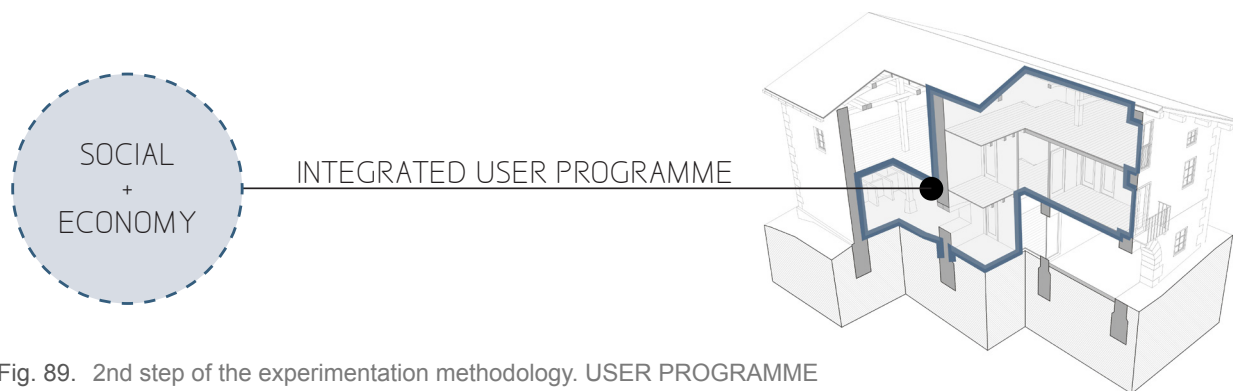 SOCIAL
+
ECONOMY
INTEGRATED USER PROGRAMME
Fig. 89. 2nd step of the experimentation methodology. USER PROGRAMME